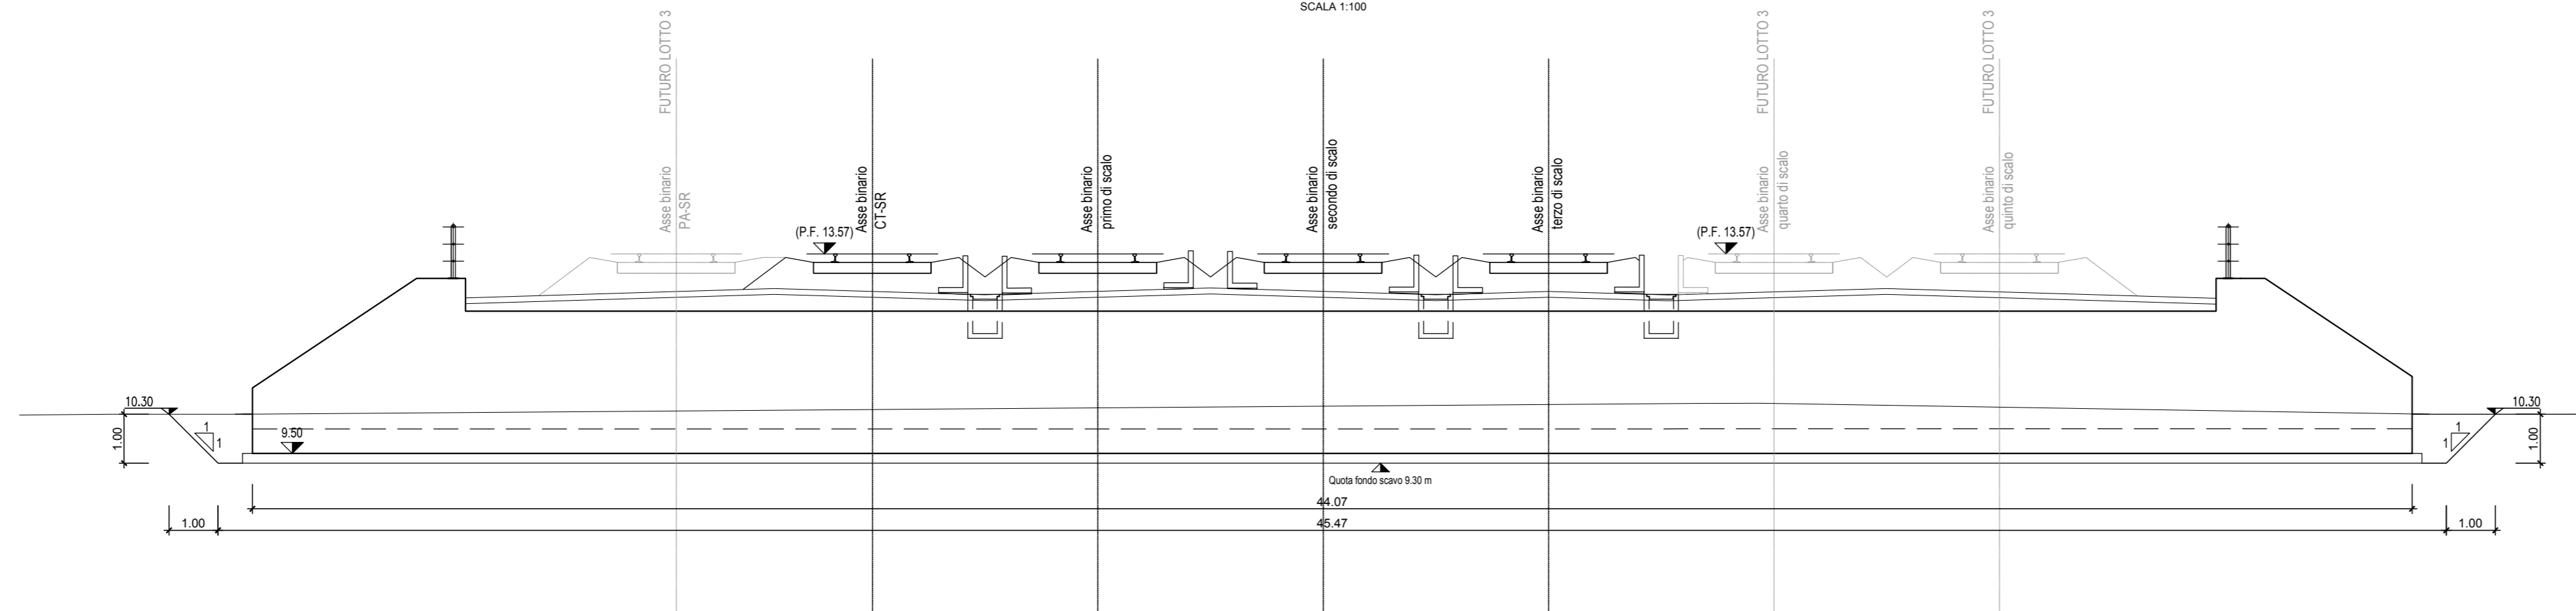 SCALA 1:100
FUTURO LOTTO 3
Asse binario
PA-SR
Asse binario
CT-SR
Asse binario
primo di scalo
Asse binario
secondo di scalo
Asse binario
terzo di scalo
FUTURO LOTTO 3
Asse binario
quarto di scalo
FUTURO LOTTO 3
Asse binario
quinto di scalo
(P.F. 13.57)
(P.F. 13.57)
10.30
10.30
1.00
1
1
9.50
1
1
1.00
Quota fondo scavo 9.30 m
44.07
1.00
45.47
1.00